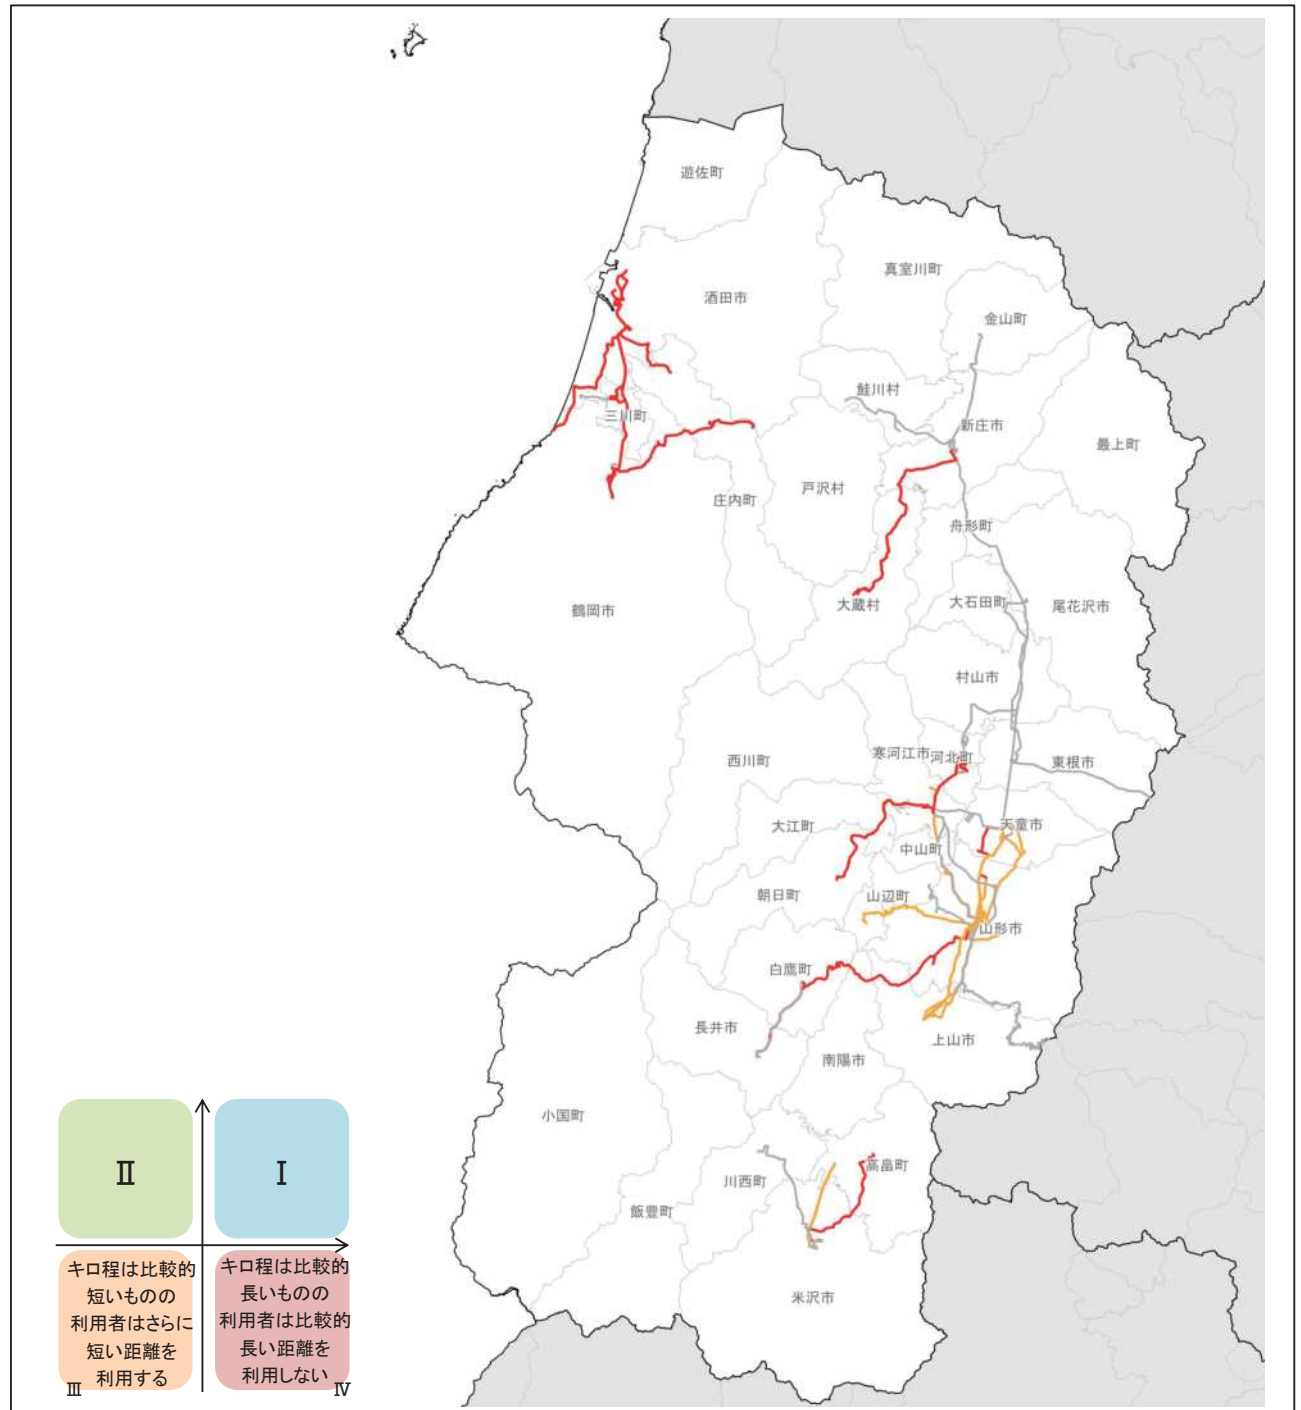 遊佐町
酒田市
真室川町
金山町
鮭川村
三川町
新庄市
最上町
戸沢村
庄内町
舟形町
鶴岡市
大蔵村
大石田町
尾花沢市
村山市
西川町
寒河江市
河北町
東根市
大江町
天童市
中山町
朝日町
山辺町
山形市
白鷹町
長井市
上山市
南陽市
小国町
高畠町
川西町
飯豊町
米沢市
Ⅱ
Ⅰ
キロ程は比較的
短いものの
利用者はさらに
短い距離を
利用する
Ⅲ
キロ程は比較的
長いものの
利用者は比較的
長い距離を
利用しない
Ⅳ